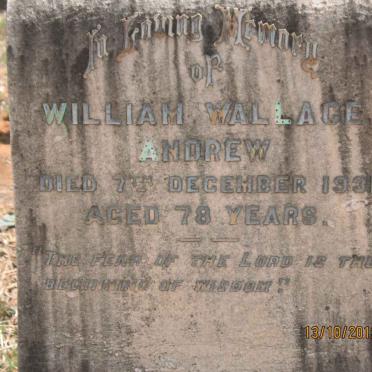 In Loving Memory
of
WILLIAM WALLACE
ANDREW
DIED 7TH DECEMBER 193
AGED 78 YEARS.
"THE FEAR OF THE LORD IS THE
BEGINNING OF WISDOM"
13/10/201